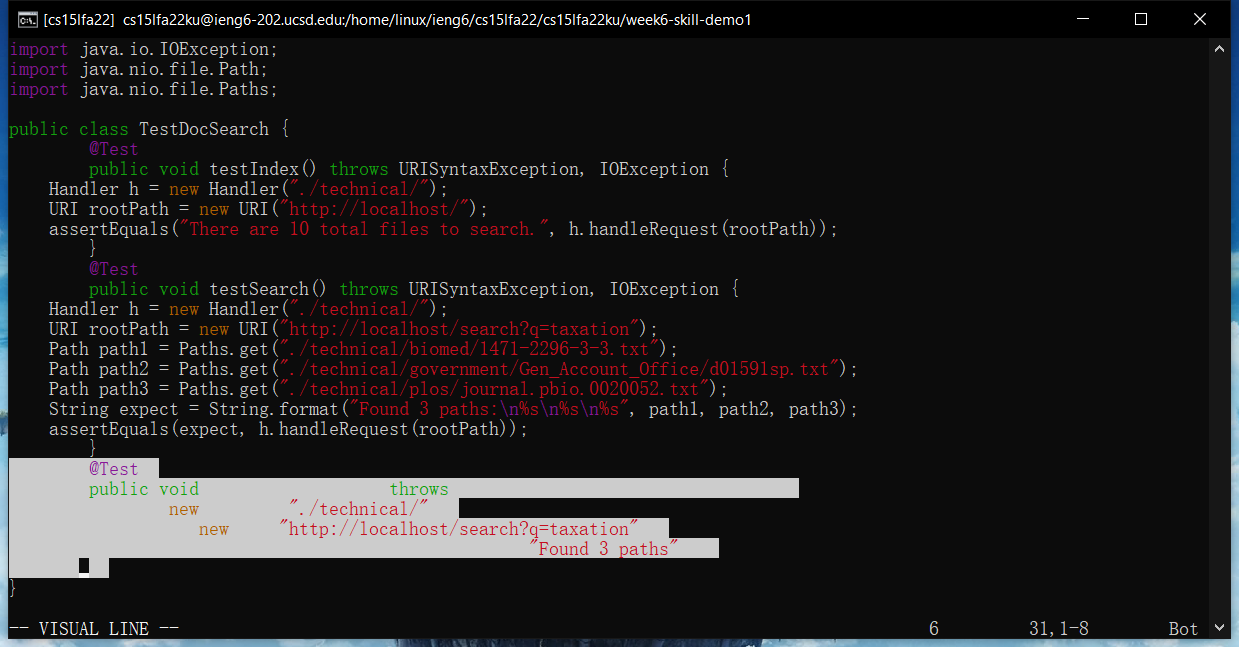 [cs15lfa22] cs15lfa22ku@ieng6-202.ucsd.edu:/home/linux/ieng6/cs15lfa22/cs15lfa22ku/week6-skill-demo1
import java.io.IOException;
import java.nio.file.Path;
import java.nio.file.Paths;
public class TestDocSearch {
@Test
public void testIndex() throws URISyntaxException, IOException {
Handler h = new Handler("./technical/");
URI rootPath = new URI("http://localhost/");
assertEquals("There are 10 total files to search.", h.handleRequest(rootPath));
}
@Test
public void testSearch() throws URISyntaxException, IOException {
Handler h = new Handler("./technical/");
URI rootPath = new URI("http://localhost/search?q=taxation");
Path path1 = Paths.get("./technical/biomed/1471-2296-3-3.txt");
Path path2 = Paths.get("./technical/government/Gen_Account_Office/d01591sp.txt");
Path path3 = Paths.get("./technical/plos/journal.pbio.0020052.txt");
String expect = String.format("Found 3 paths:\n%s\n%s\n%s", path1, path2, path3);
assertEquals(expect, h.handleRequest(rootPath));
}
@Test
public void throws
new "./technical/"
new "http://localhost/search?q=taxation"
"Found 3 paths"
}
-- VISUAL LINE -- 6 31,1-8 Bot